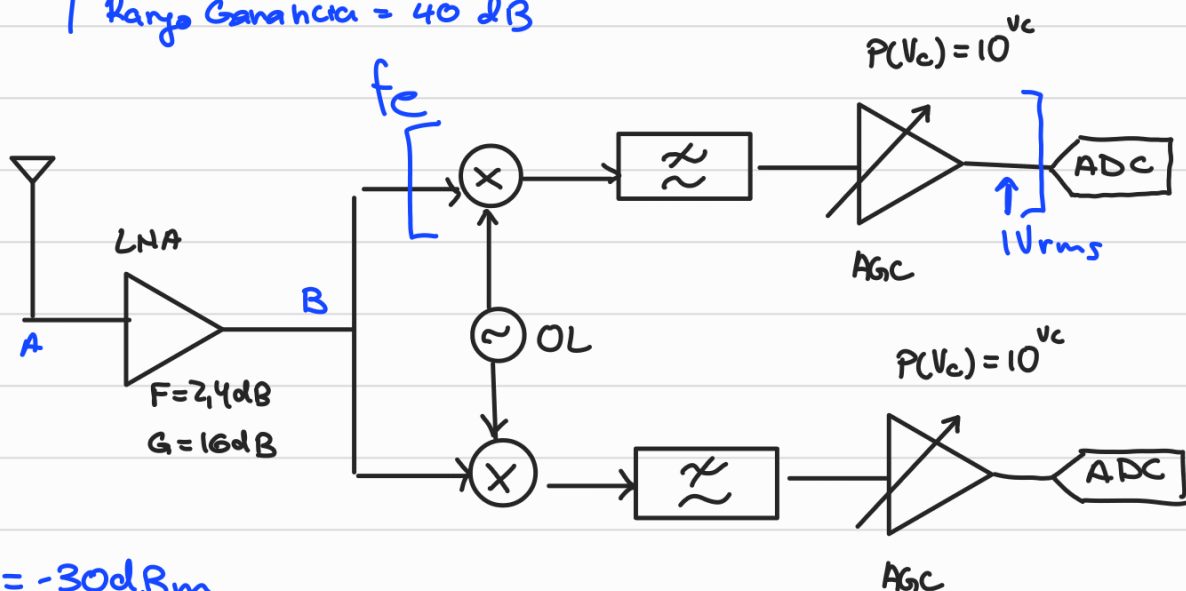 Rango Ganancia = 40 dB
P(Vc) = 10^Vc
fe
ADC
1Vrms
LNA
AGC
B
OL
A
P(Vc) = 10^Vc
F=2,4dB
G=16dB
ADC
= -30dBm
AGC